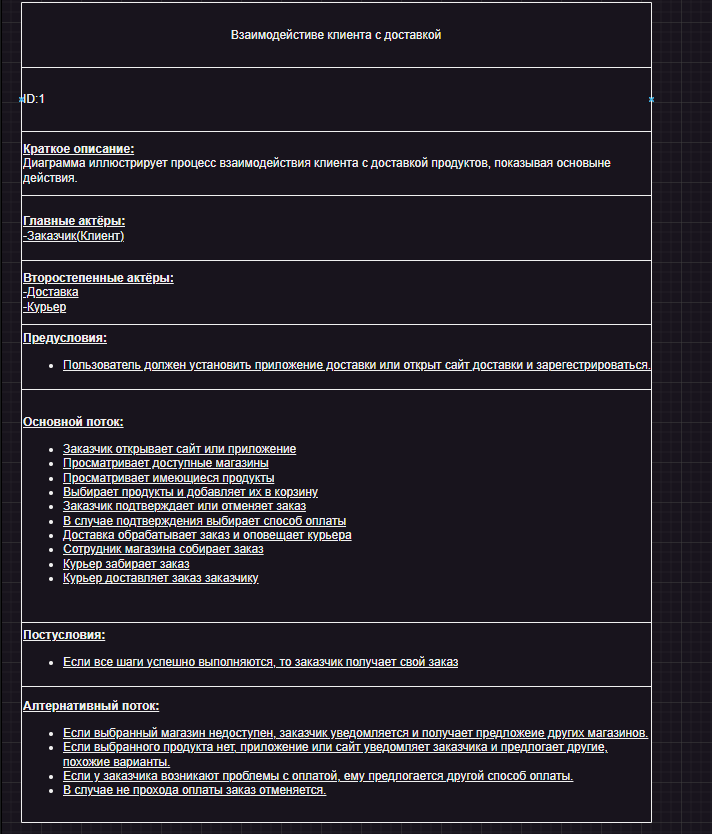 Взаимодействие клиента с доставкой
ID:1
Краткое описание:
Диаграмма иллюстрирует процесс взаимодействия клиента с доставкой продуктов, показывая основыне
действия.
Главные актёры:
-Заказчик(Клиент)
Второстепенные актёры:
-Доставка
-Курьер
Предусловия:
Пользователь должен установить приложение доставки или открыт сайт доставки и зарегестрироваться.
Основной поток:
Заказчик открывает сайт или приложение
Просматривает доступные магазины
Просматривает имеющиеся продукты
Выбирает продукты и добавляет их в корзину
Заказчик подтверждает или отменяет заказ
В случае подтверждения выбирает способ оплаты
Доставка обрабатывает заказ и оповещает курьера
Сотрудник магазина собирает заказ
Курьер забирает заказ
Курьер доставляет заказ заказчику
Постусловия:
Если все шаги успешно выполняются, то заказчик получает свой заказ
Алтернативный поток:
Если выбранный магазин недоступен, заказчик уведомляется и получает предложеие других магазинов.
Если выбранного продукта нет, приложение или сайт уведомляет заказчика и предлогает другие,
похожие варианты.
Если у заказчика возникают проблемы с оплатой, ему предлогается другой способ оплаты.
В случае не прохода оплаты заказ отменяется.